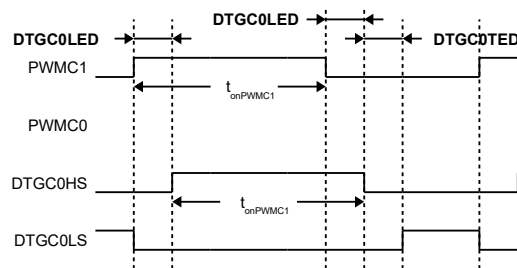 DTGC0LED
DTGC0LED
DTGC0TED
PWMC1
tonPWMC1
PWMC0
DTGC0HS
tonPWMC1
DTGC0LS